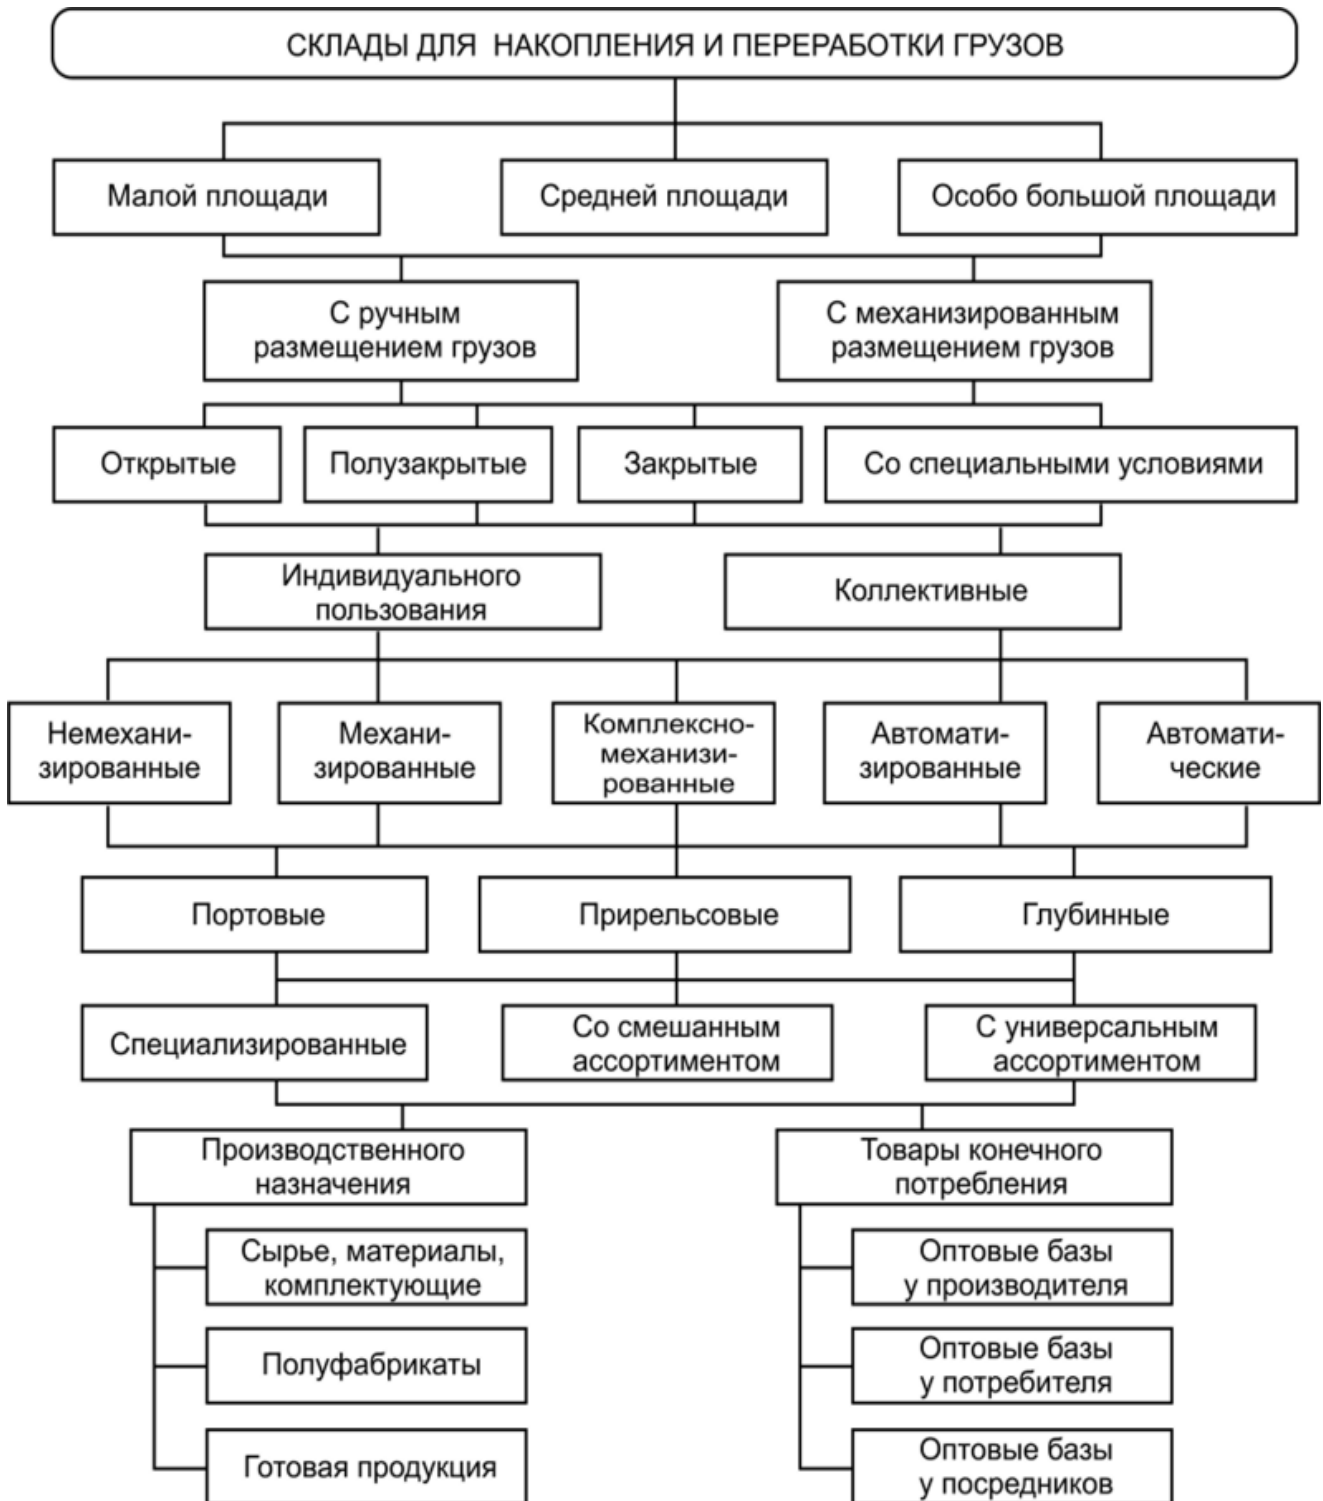 СКЛАДЫ ДЛЯ НАКОПЛЕНИЯ И ПЕРЕРАБОТКИ ГРУЗОВ
Малой площади
Средней площади
Особо большой площади
С ручным
размещением грузов
С механизированным
размещением грузов
Открытые
Полузакрытые
Закрытые
Со специальными условиями
Индивидуального
пользования
Коллективные
Немехани-
зированные
Механи-
зированные
Комплексно-
механизи-
рованные
Автомати-
зированные
Автомати-
ческие
Портовые
Прирельсовые
Глубинные
Специализированные
Со смешанным
ассортиментом
С универсальным
ассортиментом
Производственного
назначения
Сырье, материалы,
комплектующие
Полуфабрикаты
Готовая продукция
Товары конечного
потребления
Оптовые базы
у производителя
Оптовые базы
у потребителя
Оптовые базы
у посредников